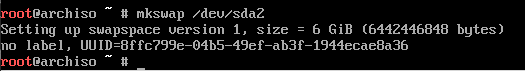 root@archiso ~ # mkswap /dev/sda2
Setting up swapspace version 1, size = 6 GiB (6442446848 bytes)
no label, UUID=8ffc799e-04b5-49ef-ab3f-1944ecae8a36
root@archiso ~ # _